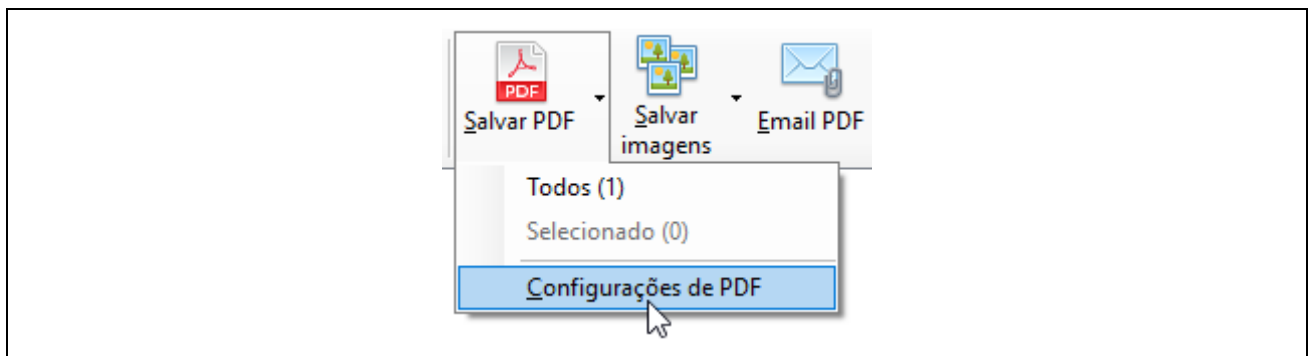 PDF
Salvar PDF
Salvar
imagens
Email PDF
Todos (1)
Selecionado (0)
Configurações de PDF